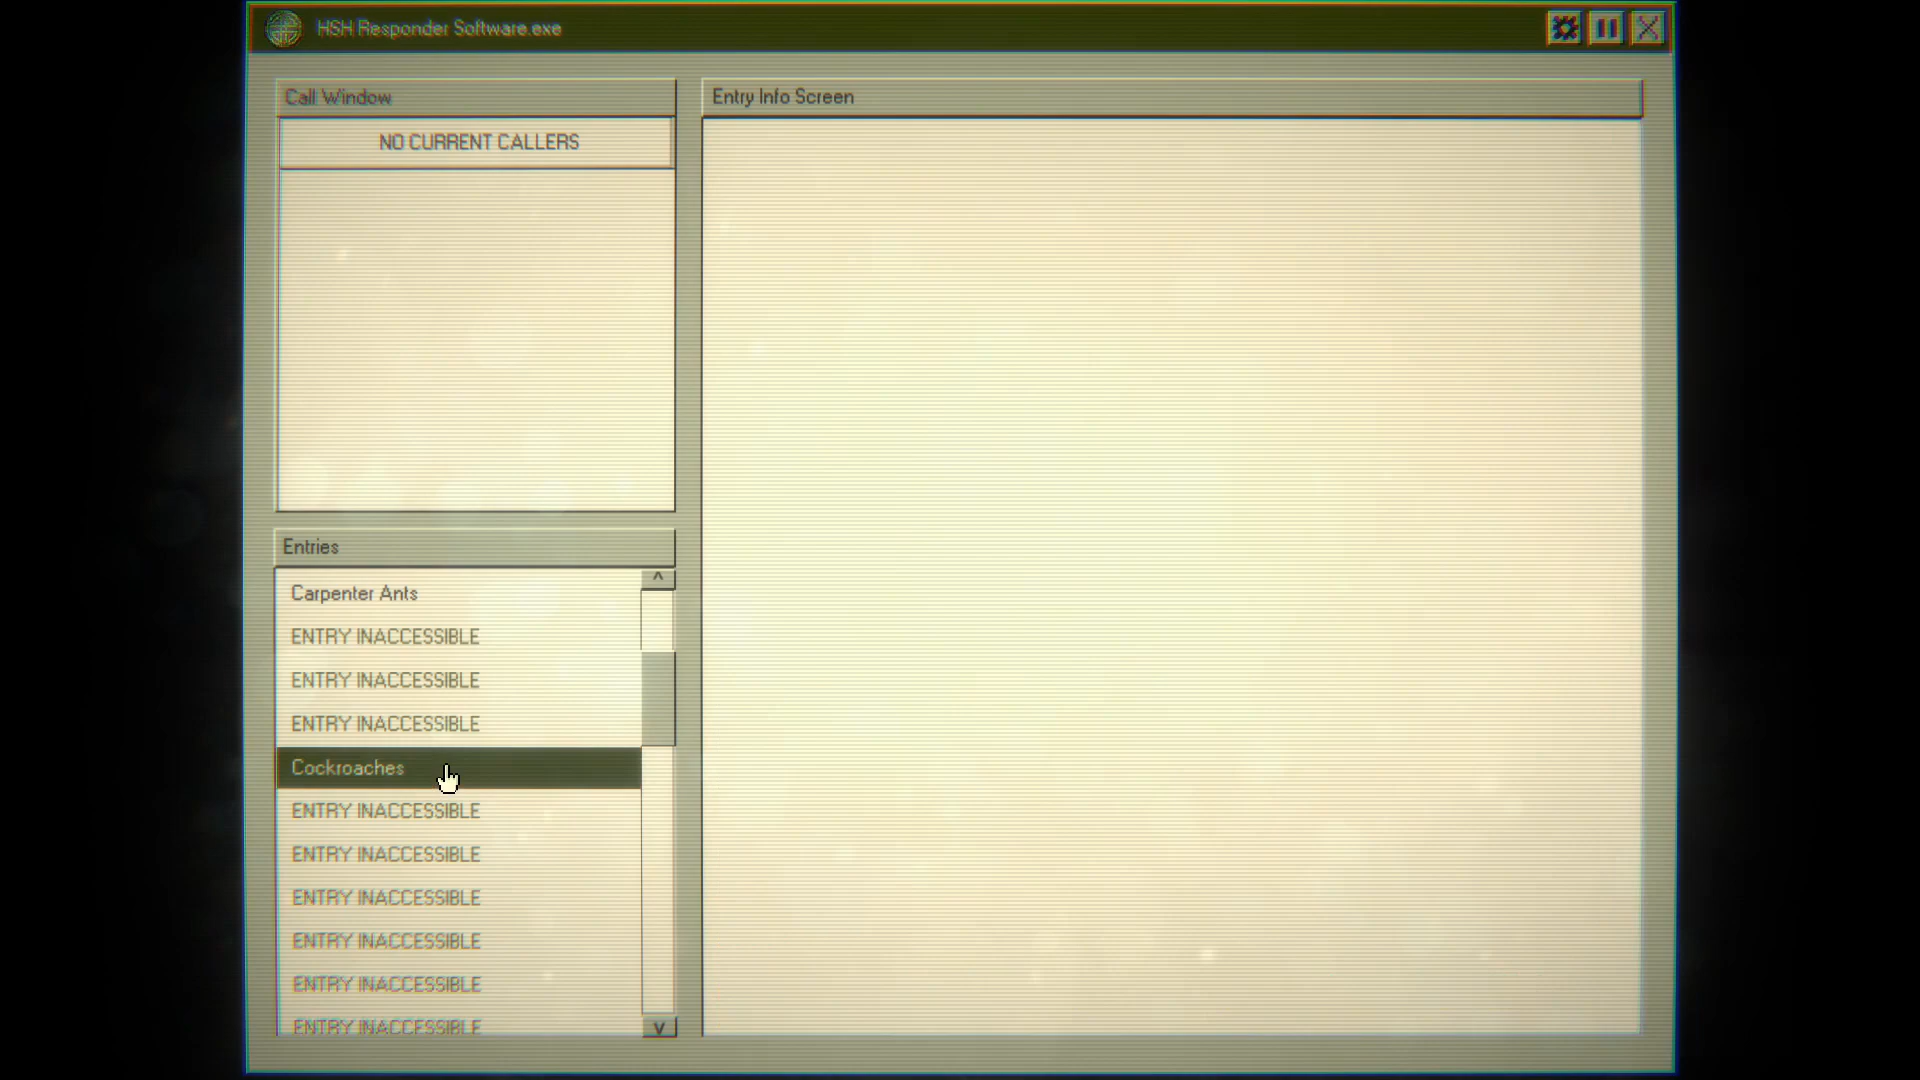 HSH Responder Software.exe
Call Window
NO CURRENT CALLERS
Entry Info Screen
Entries
Carpenter Ants
ENTRY INACCESSIBLE
ENTRY INACCESSIBLE
ENTRY INACCESSIBLE
Cockroaches
ENTRY INACCESSIBLE
ENTRY INACCESSIBLE
ENTRY INACCESSIBLE
ENTRY INACCESSIBLE
ENTRY INACCESSIBLE
ENTRY INACCESSIBLE